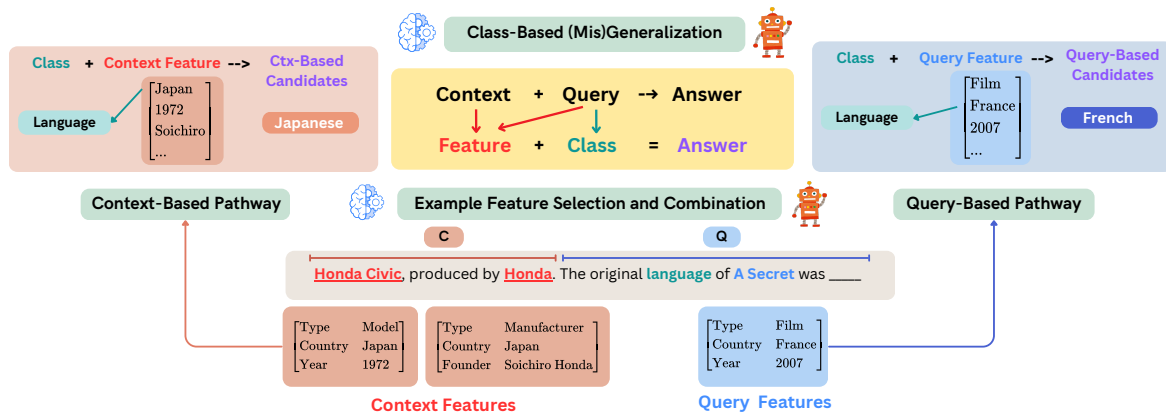 Class-Based (Mis)Generalization
Class + Context Feature --> Ctx-Based
Candidates
Language
Japan
1972
Soichiro
...
Japanese
Context + Query --> Answer
Feature + Class = Answer
Class + Query Feature --> Query-Based
Candidates
Language
Film
France
2007
...
French
Context-Based Pathway
Example Feature Selection and Combination
Query-Based Pathway
C
Q
Honda Civic, produced by Honda. The original language of A Secret was ____
Type Model
Country Japan
Year 1972
Type Manufacturer
Country Japan
Founder Soichiro Honda
Type Film
Country France
Year 2007
Context Features
Query Features